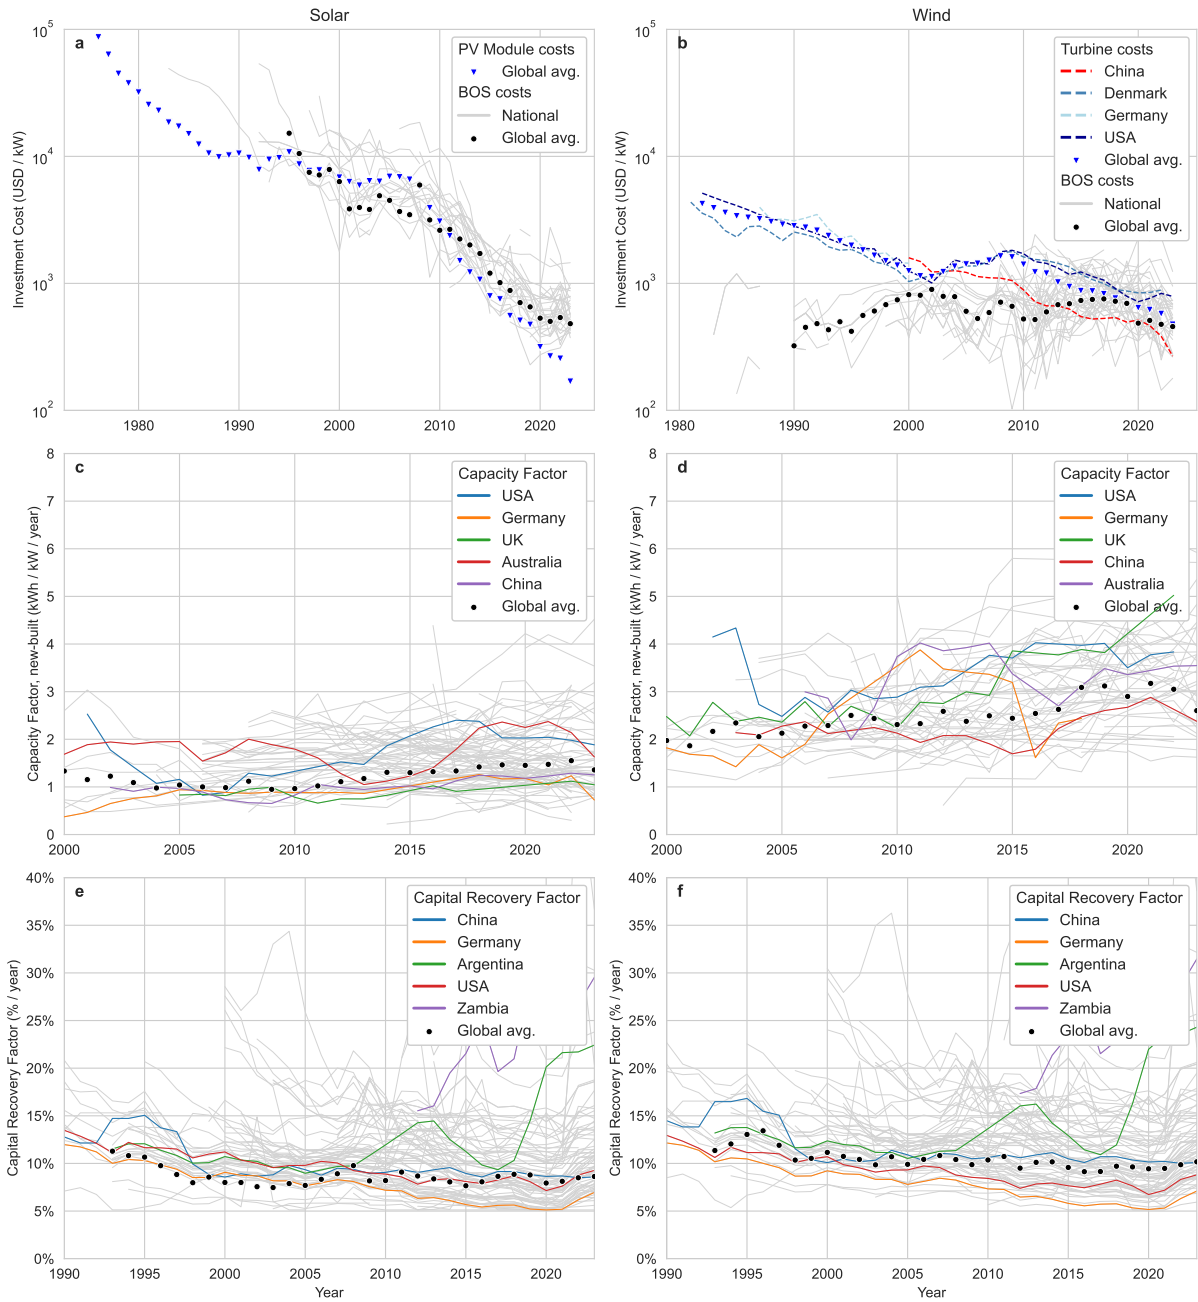 Solar
Wind
a
PV Module costs
Global avg.
BOS costs
National
Global avg.
10^5
10^4
10^3
10^2
Investment Cost (USD / kW)
1980
1990
2000
2010
2020
b
Turbine costs
China
Denmark
Germany
USA
Global avg.
BOS costs
National
Global avg.
10^5
10^4
10^3
10^2
Investment Cost (USD / kW)
1980
1990
2000
2010
2020
c
Capacity Factor
USA
Germany
UK
Australia
China
Global avg.
8
7
6
5
4
3
2
1
0
Capacity Factor, new-built (kWh / kW / year)
2000
2005
2010
2015
2020
d
Capacity Factor
USA
Germany
UK
China
Australia
Global avg.
8
7
6
5
4
3
2
1
0
Capacity Factor, new-built (kWh / kW / year)
2000
2005
2010
2015
2020
e
Capital Recovery Factor
China
Germany
Argentina
USA
Zambia
Global avg.
40%
35%
30%
25%
20%
15%
10%
5%
0%
Capital Recovery Factor (% / year)
1990
1995
2000
2005
2010
2015
2020
Year
f
Capital Recovery Factor
China
Germany
Argentina
USA
Zambia
Global avg.
40%
35%
30%
25%
20%
15%
10%
5%
0%
Capital Recovery Factor (% / year)
1990
1995
2000
2005
2010
2015
2020
Year